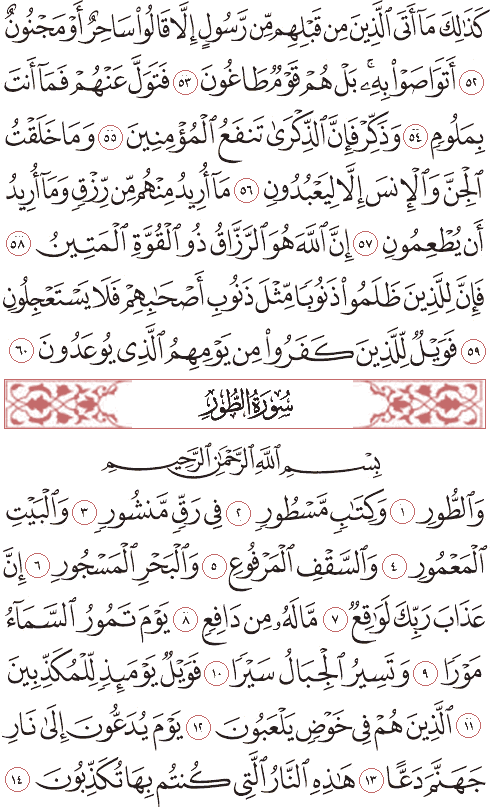 كَذَٰلِكَ مَآ أَتَى ٱلَّذِينَ مِن قَبْلِهِم مِّن رَّسُولٍ إِلَّا قَالُوا۟ سَاحِرٌ أَوْ مَجْنُونٌ
٥٢ أَتَوَاصَوْا۟ بِهِۦ ۚ بَلْ هُمْ قَوْمٌ طَاغُونَ ٥٣ فَتَوَلَّ عَنْهُمْ فَمَآ أَنتَ
بِمَلُومٍ ٥٤ وَذَكِّرْ فَإِنَّ ٱلذِّكْرَىٰ تَنفَعُ ٱلْمُؤْمِنِينَ ٥٥ وَمَا خَلَقْتُ
ٱلْجِنَّ وَٱلْإِنسَ إِلَّا لِيَعْبُدُونِ ٥٦ مَآ أُرِيدُ مِنْهُم مِّن رِّزْقٍ وَمَآ أُرِيدُ
أَن يُطْعِمُونِ ٥٧ إِنَّ ٱللَّهَ هُوَ ٱلرَّزَّاقُ ذُو ٱلْقُوَّةِ ٱلْمَتِينُ ٥٨
فَإِنَّ لِلَّذِينَ ظَلَمُوا۟ ذَنُوبًا مِّثْلَ ذَنُوبِ أَصْحَٰبِهِمْ فَلَا يَسْتَعْجِلُونِ
٥٩ فَوَيْلٌ لِّلَّذِينَ كَفَرُوا۟ مِن يَوْمِهِمُ ٱلَّذِى يُوعَدُونَ ٦٠
سُورَةُ الطُّورِ
بِسْمِ ٱللَّهِ ٱلرَّحْمَٰنِ ٱلرَّحِيمِ
وَٱلطُّورِ ١ وَكِتَٰبٍ مَّسْطُورٍ ٢ فِى رَقٍّ مَّنشُورٍ ٣ وَٱلْبَيْتِ
ٱلْمَعْمُورِ ٤ وَٱلسَّقْفِ ٱلْمَرْفُوعِ ٥ وَٱلْبَحْرِ ٱلْمَسْجُورِ ٦ إِنَّ
عَذَابَ رَبِّكَ لَوَٰقِعٌ ٧ مَّا لَهُۥ مِن دَافِعٍ ٨ يَوْمَ تَمُورُ ٱلسَّمَآءُ
مَوْرًا ٩ وَتَسِيرُ ٱلْجِبَالُ سَيْرًا ١٠ فَوَيْلٌ يَوْمَئِذٍ لِّلْمُكَذِّبِينَ
١١ ٱلَّذِينَ هُمْ فِى خَوْضٍ يَلْعَبُونَ ١٢ يَوْمَ يُدَعُّونَ إِلَىٰ نَارِ
جَهَنَّمَ دَعًّا ١٣ هَٰذِهِ ٱلنَّارُ ٱلَّتِى كُنتُم بِهَا تُكَذِّبُونَ ١٤